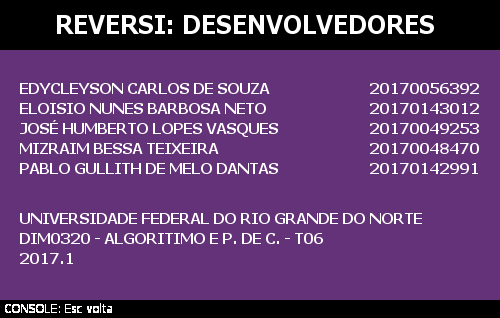 REVERSI: DESENVOLVEDORES
EDYCLEYSON CARLOS DE SOUZA 20170056392
ELOISIO NUNES BARBOSA NETO 20170143012
JOSÉ HUMBERTO LOPES VASQUES 20170049253
MIZRAIM BESSA TEIXEIRA 20170048470
PABLO GULLITH DE MELO DANTAS 20170142991
UNIVERSIDADE FEDERAL DO RIO GRANDE DO NORTE
DIM0320 - ALGORITIMO E P. DE C. - T06
2017.1
CONSOLE: Esc volta